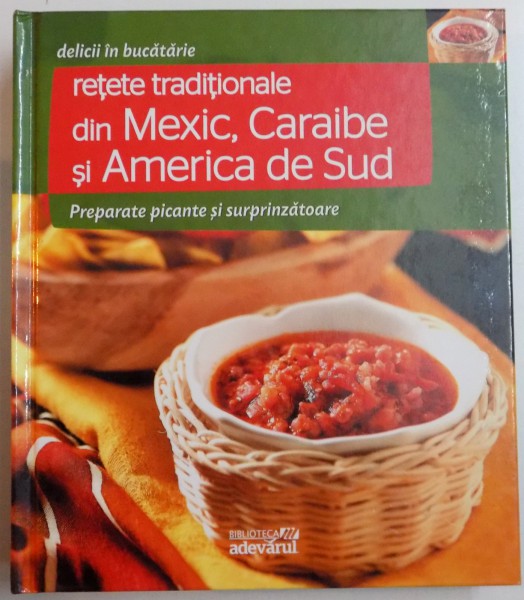 delicii în bucătărie
rețete tradiționale
din Mexic, Caraibe
și America de Sud
Preparate picante și surprinzătoare
BIBLIOTECA
adevărul